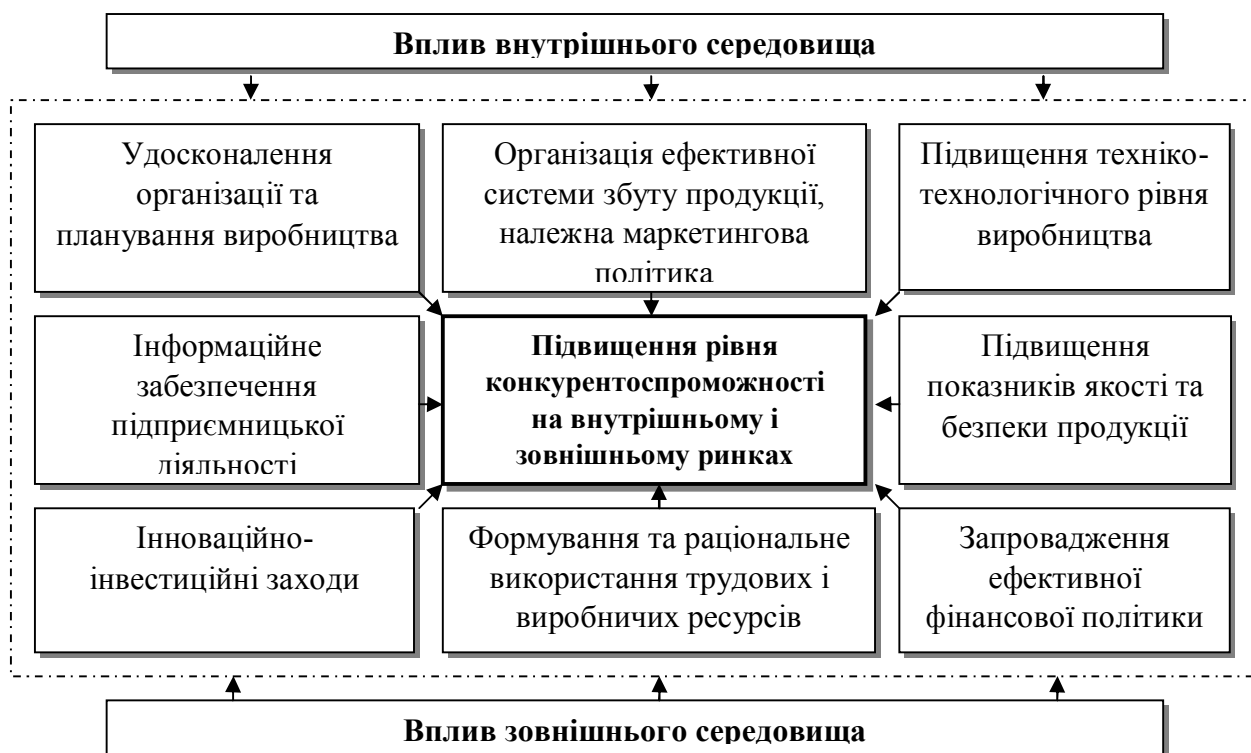 Вплив внутрішнього середовища
Удосконалення
організації та
планування виробництва
Організація ефективної
системи збуту продукції,
належна маркетингова
політика
Підвищення техніко-
технологічного рівня
виробництва
Інформаційне
забезпечення
підприємницької
діяльності
Підвищення рівня
конкурентоспроможності
на внутрішньому і
зовнішньому ринках
Підвищення
показників якості та
безпеки продукції
Інноваційно-
інвестиційні заходи
Формування та раціональне
використання трудових і
виробничих ресурсів
Запровадження
ефективної
фінансової політики
Вплив зовнішнього середовища